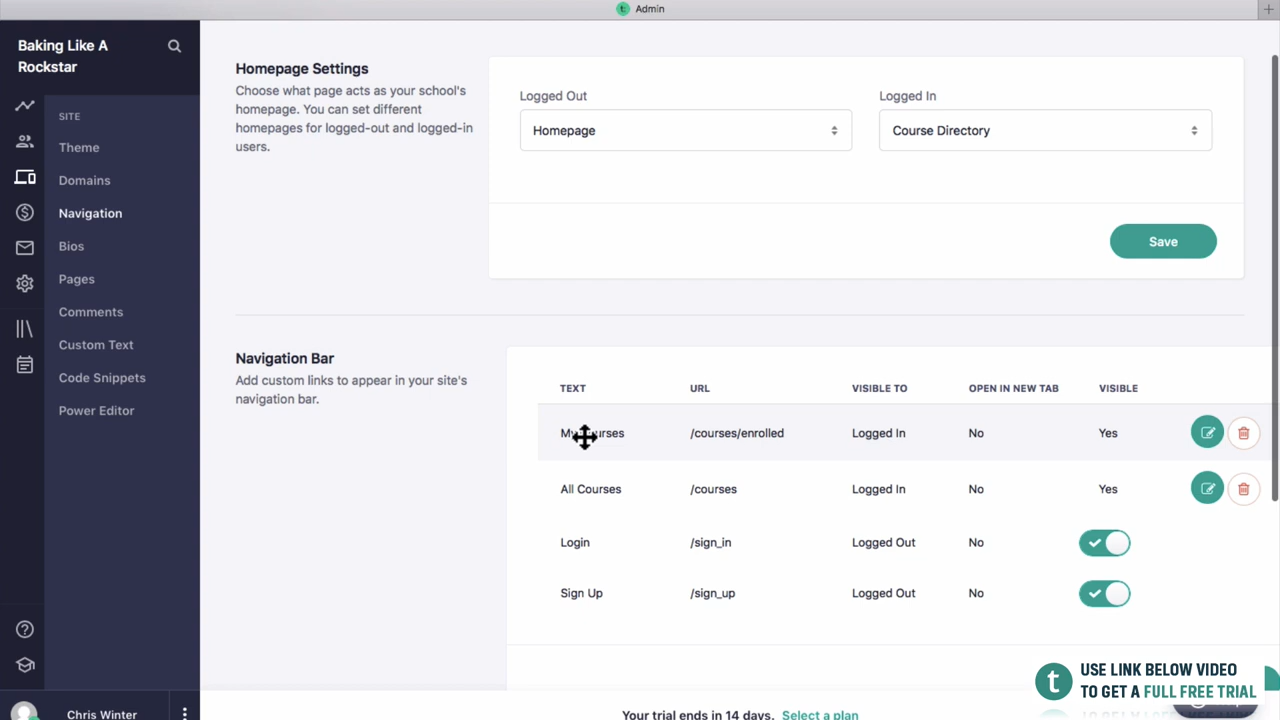 Admin
Baking Like A
Rockstar
SITE
Theme
Domains
Navigation
Bios
Pages
Comments
Custom Text
Code Snippets
Power Editor
Chris Winter
Homepage Settings
Choose what page acts as your school's
homepage. You can set different
homepages for logged-out and logged-in
users.
Logged Out
Logged In
Homepage
Course Directory
Save
Navigation Bar
Add custom links to appear in your site's
navigation bar.
TEXT URL VISIBLE TO OPEN IN NEW TAB VISIBLE
/courses/enrolled Logged In No Yes
All Courses /courses Logged In No Yes
Login /sign_in Logged Out No
Sign Up /sign_up Logged Out No
t USE LINK BELOW VIDEO
TO GET A FULL FREE TRIAL
Your trial ends in 14 days. Select a plan